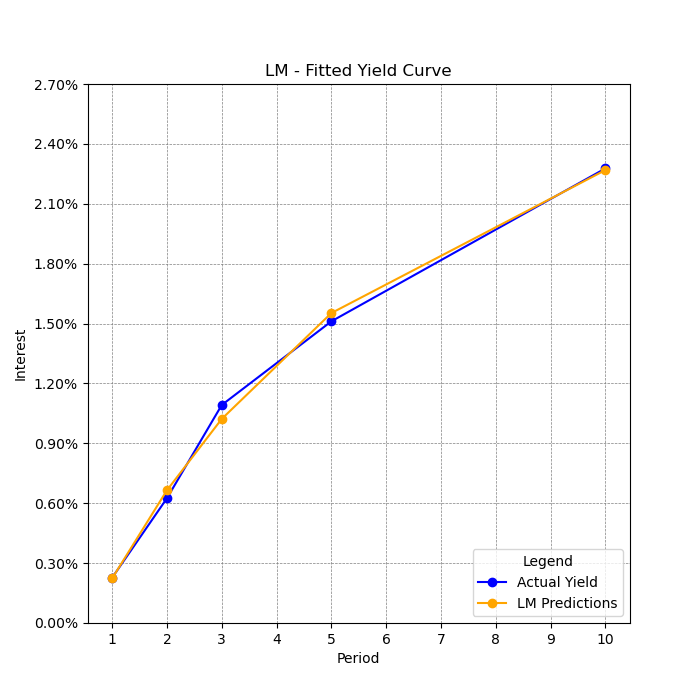 LM - Fitted Yield Curve
2.70%
2.40%
2.10%
1.80%
1.50%
1.20%
0.90%
0.60%
0.30%
0.00%
Interest
1 2 3 4 5 6 7 8 9 10
Period
Legend
Actual Yield
LM Predictions